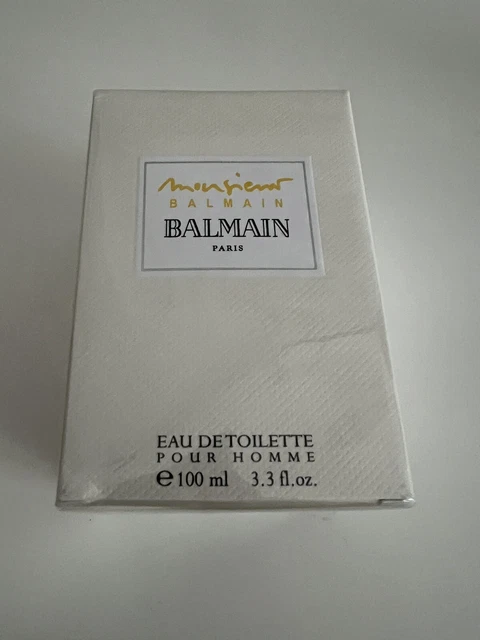 monsieur
BALMAIN
BALMAIN
PARIS
EAU DE TOILETTE
POUR HOMME
℮ 100 ml 3.3 fl.oz.